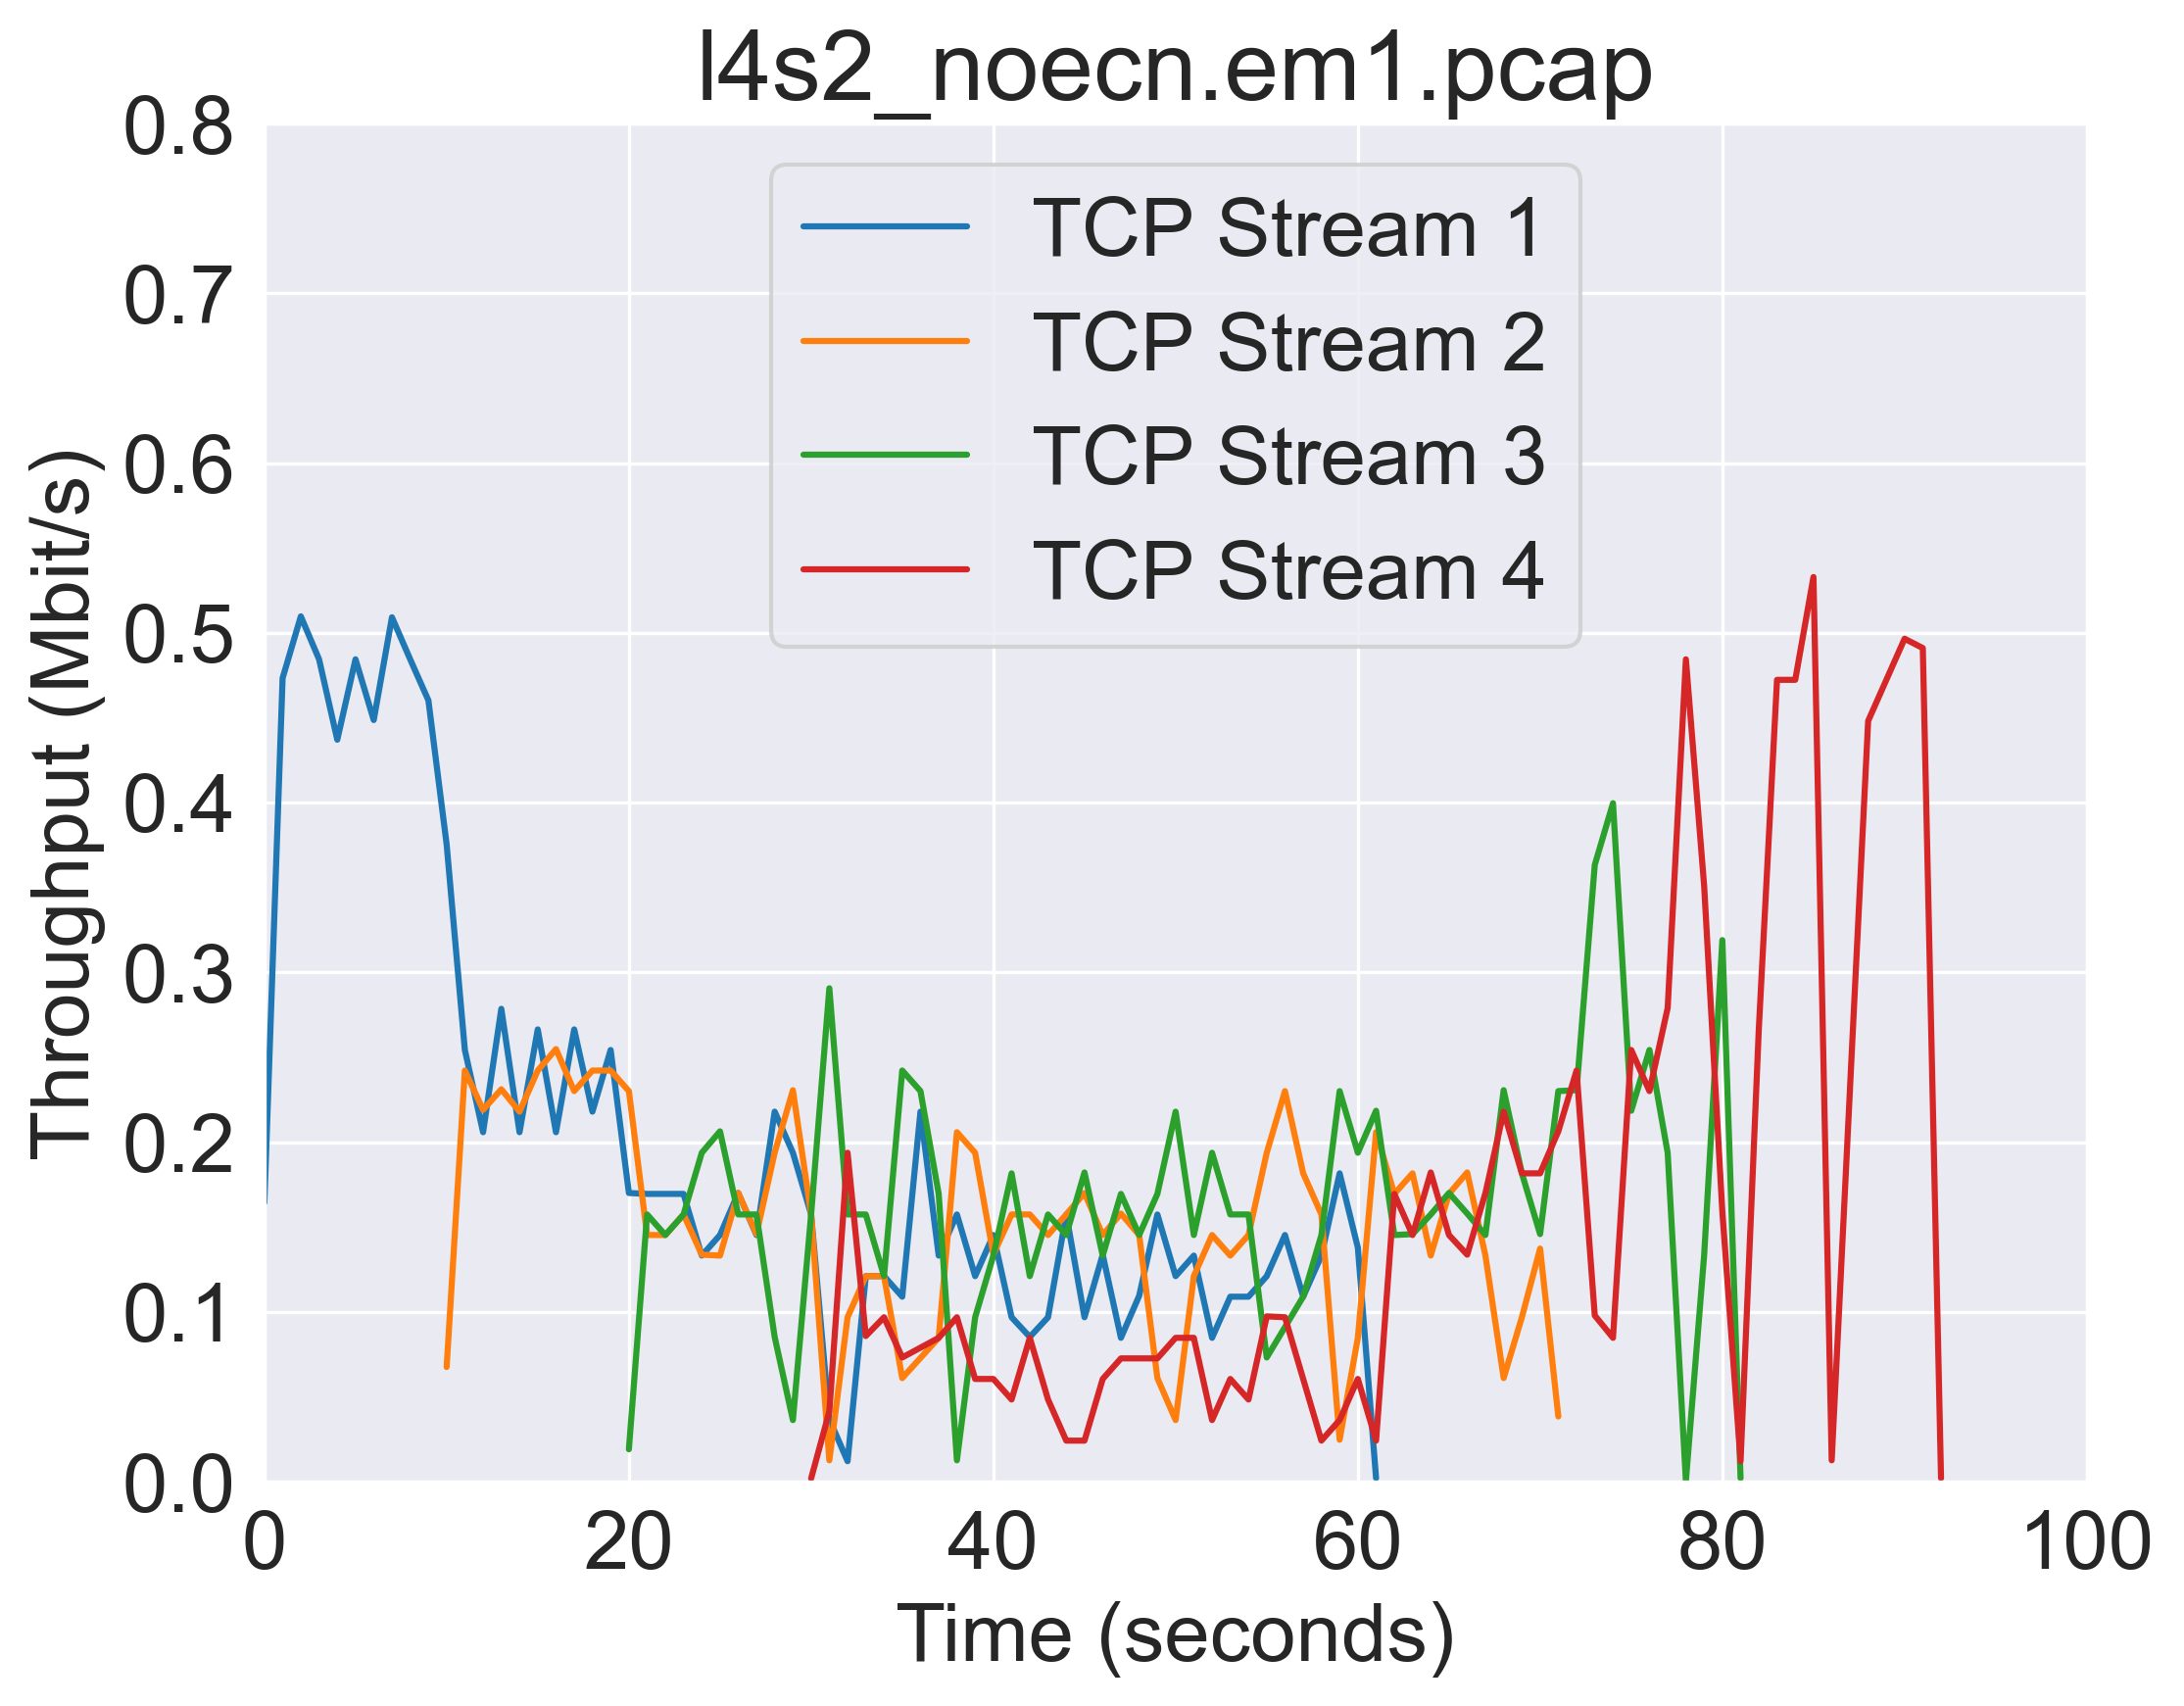 l4s2_noecn.em1.pcap
Throughput (Mbit/s)
0.8
0.7
0.6
0.5
0.4
0.3
0.2
0.1
0.0
TCP Stream 1
TCP Stream 2
TCP Stream 3
TCP Stream 4
0 20 40 60 80 100
Time (seconds)